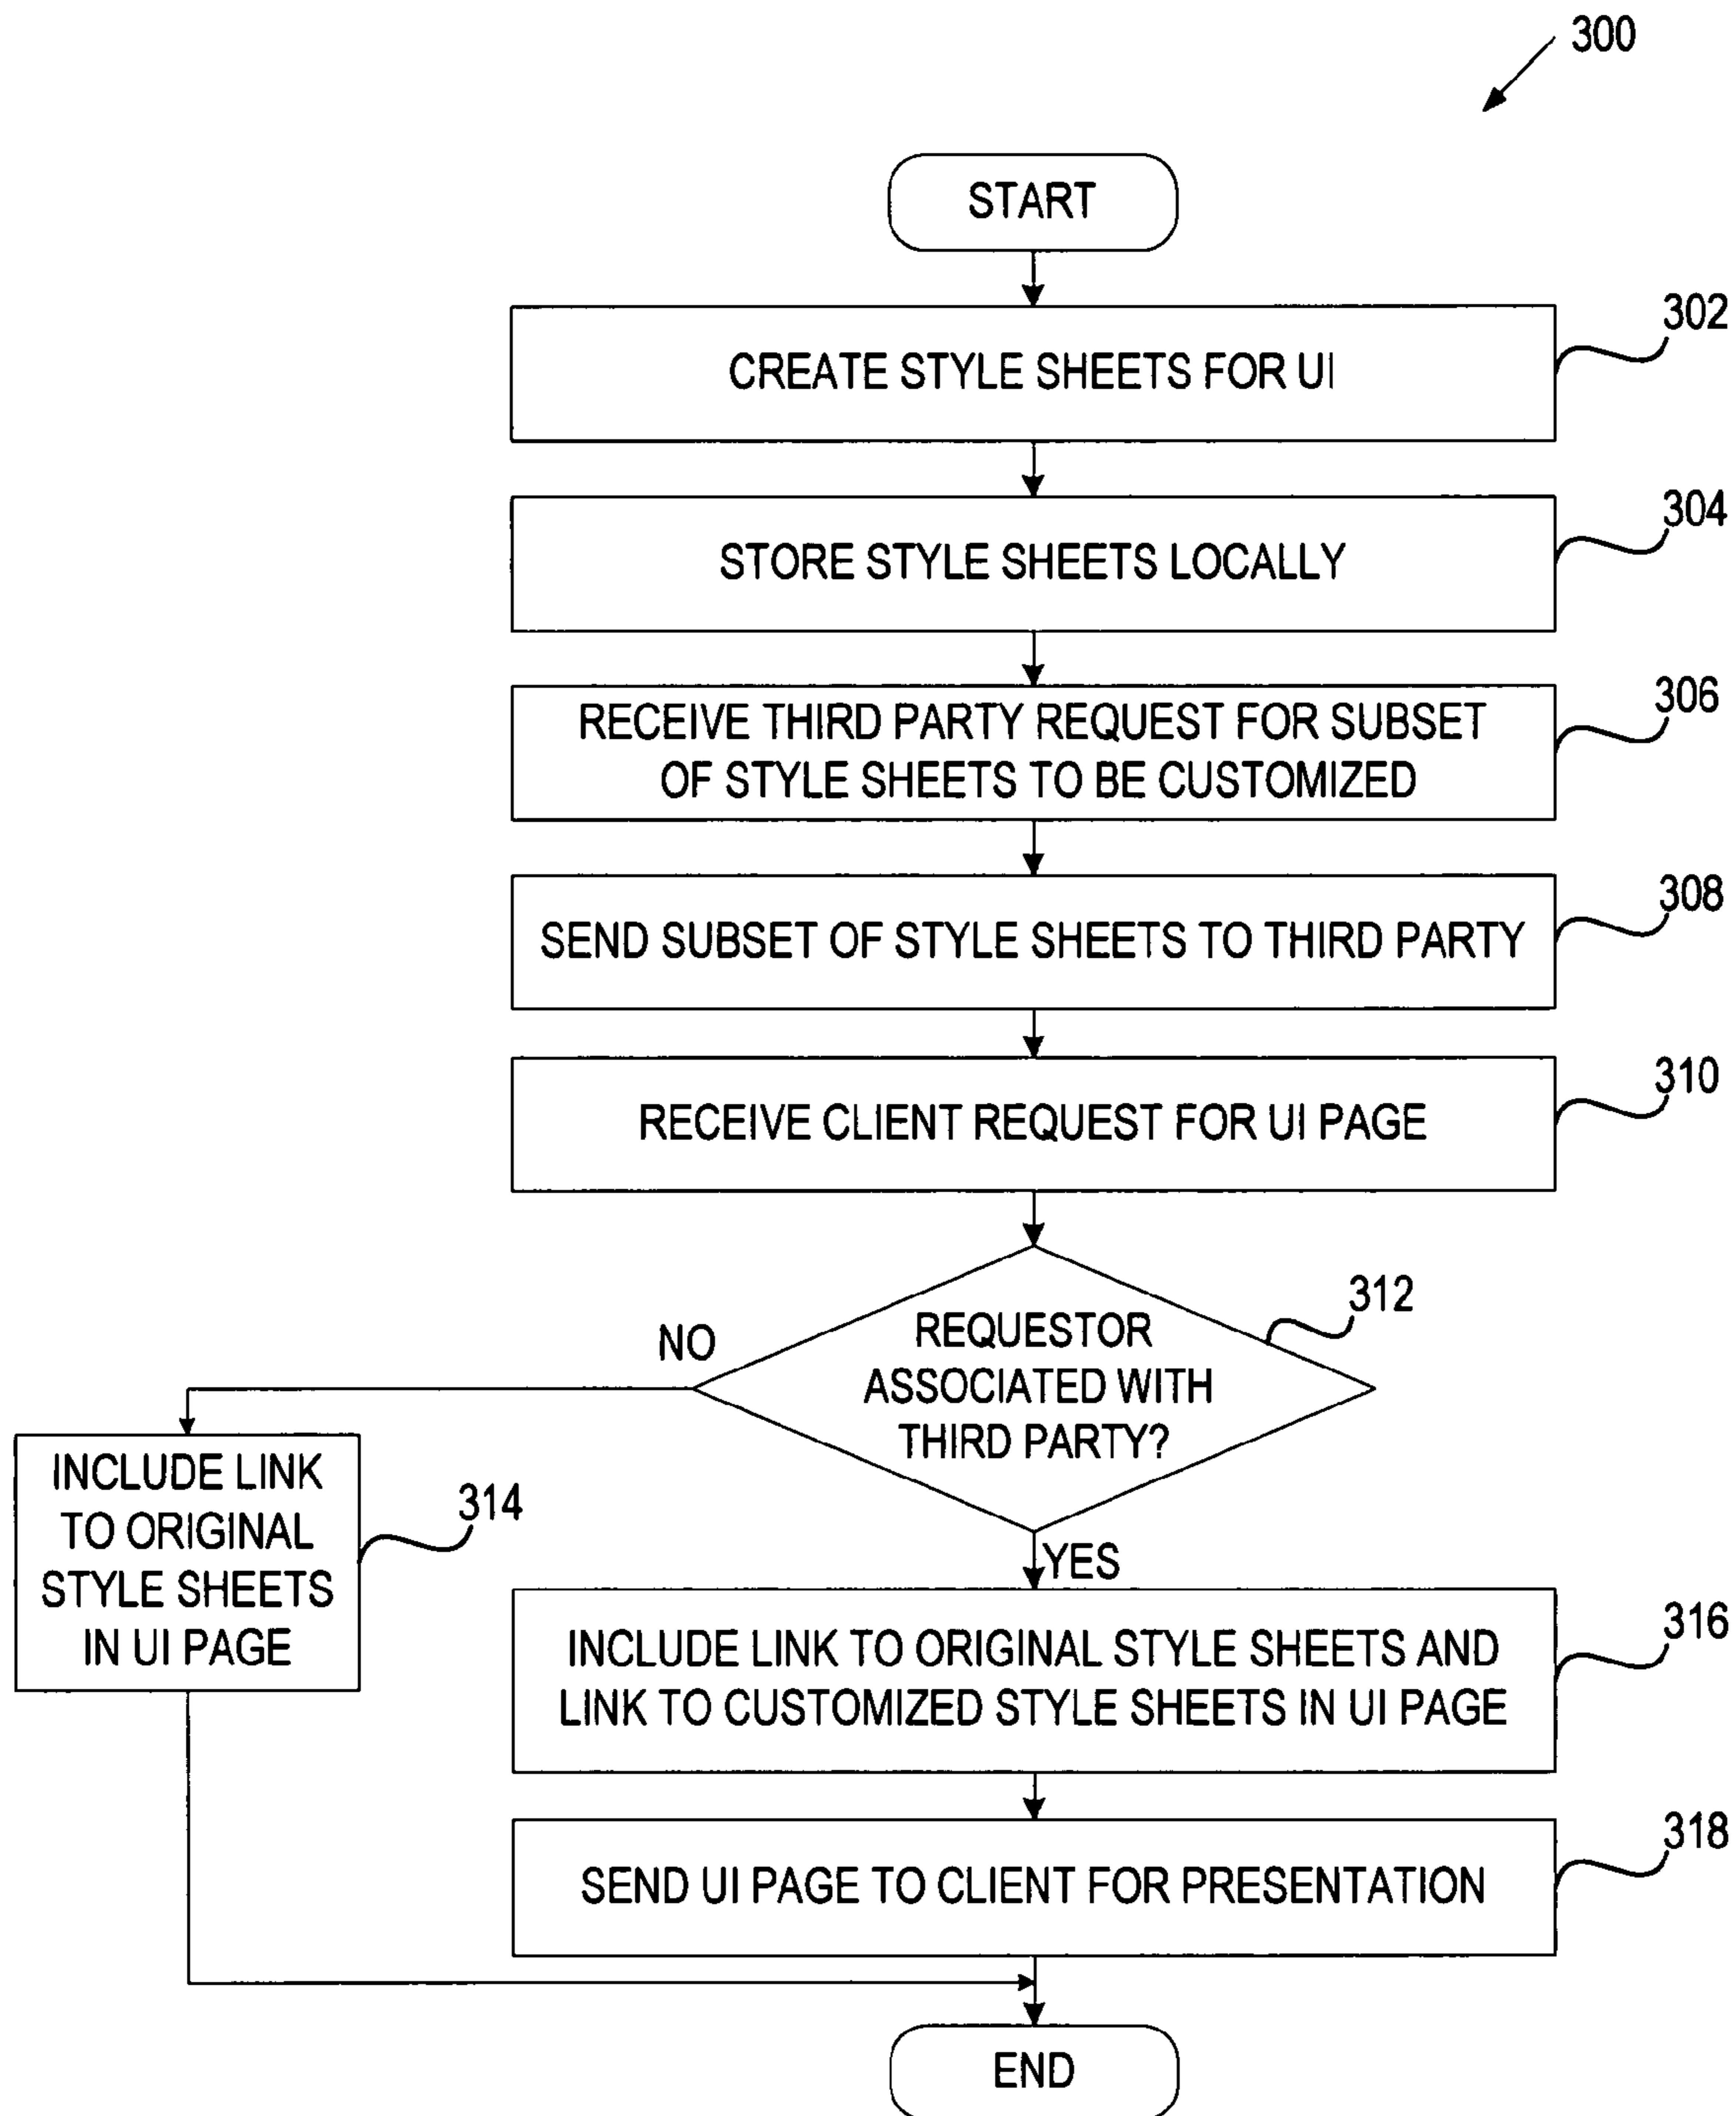 300
START
302
CREATE STYLE SHEETS FOR UI
304
STORE STYLE SHEETS LOCALLY
306
RECEIVE THIRD PARTY REQUEST FOR SUBSET
OF STYLE SHEETS TO BE CUSTOMIZED
308
SEND SUBSET OF STYLE SHEETS TO THIRD PARTY
310
RECEIVE CLIENT REQUEST FOR UI PAGE
312
REQUESTOR
ASSOCIATED WITH
THIRD PARTY?
NO
INCLUDE LINK
TO ORIGINAL
STYLE SHEETS
IN UI PAGE
314
YES
316
INCLUDE LINK TO ORIGINAL STYLE SHEETS AND
LINK TO CUSTOMIZED STYLE SHEETS IN UI PAGE
318
SEND UI PAGE TO CLIENT FOR PRESENTATION
END